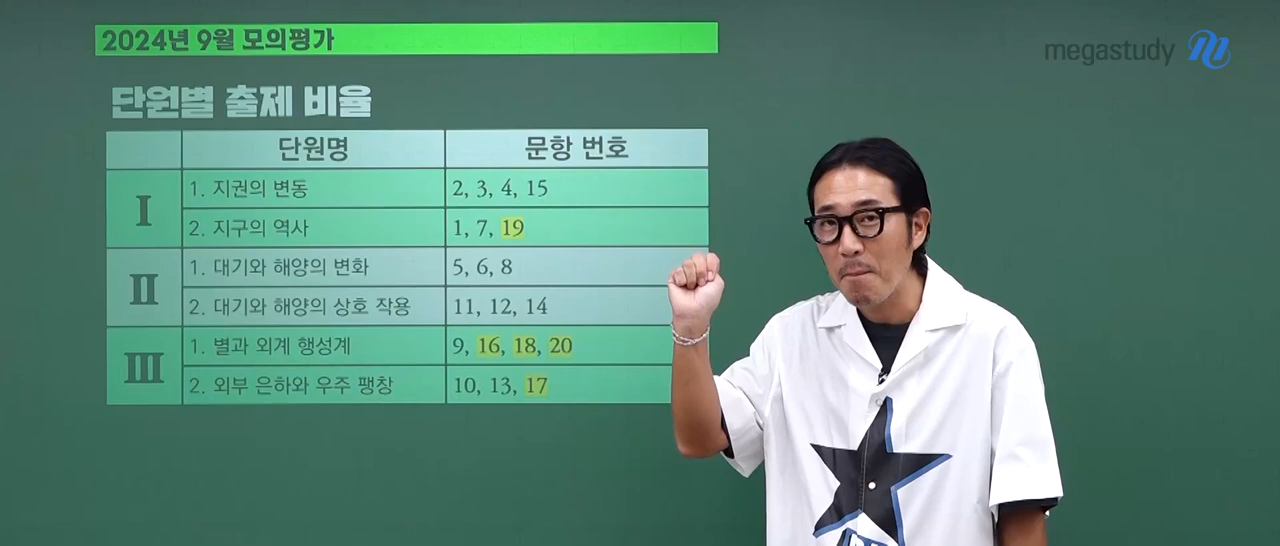 2024년 9월 모의평가
megastudy
단원별 출제 비율
단원명 문항 번호
I 1. 지권의 변동 2, 3, 4, 15
2. 지구의 역사 1, 7, 19
II 1. 대기와 해양의 변화 5, 6, 8
2. 대기와 해양의 상호 작용 11, 12, 14
III 1. 별과 외계 행성계 9, 16, 18, 20
2. 외부 은하와 우주 팽창 10, 13, 17